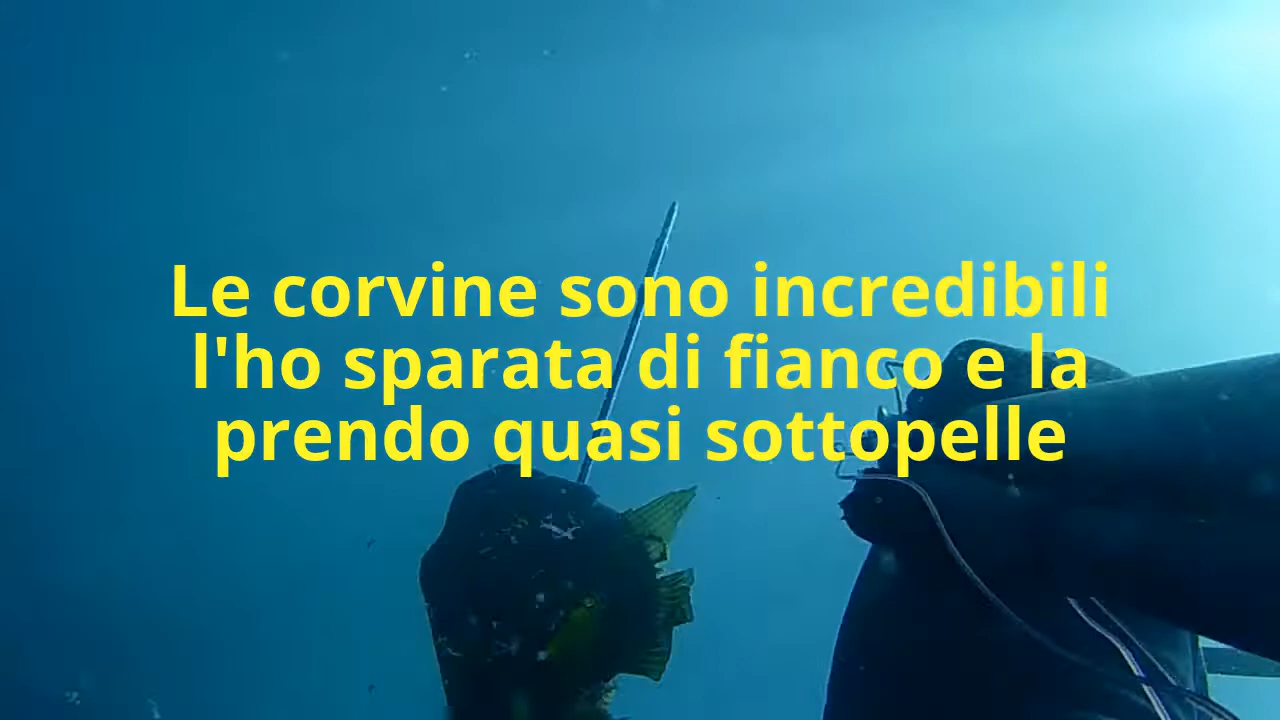 Le corvine sono incredibili
l'ho sparata di fianco e la
prendo quasi sottopelle